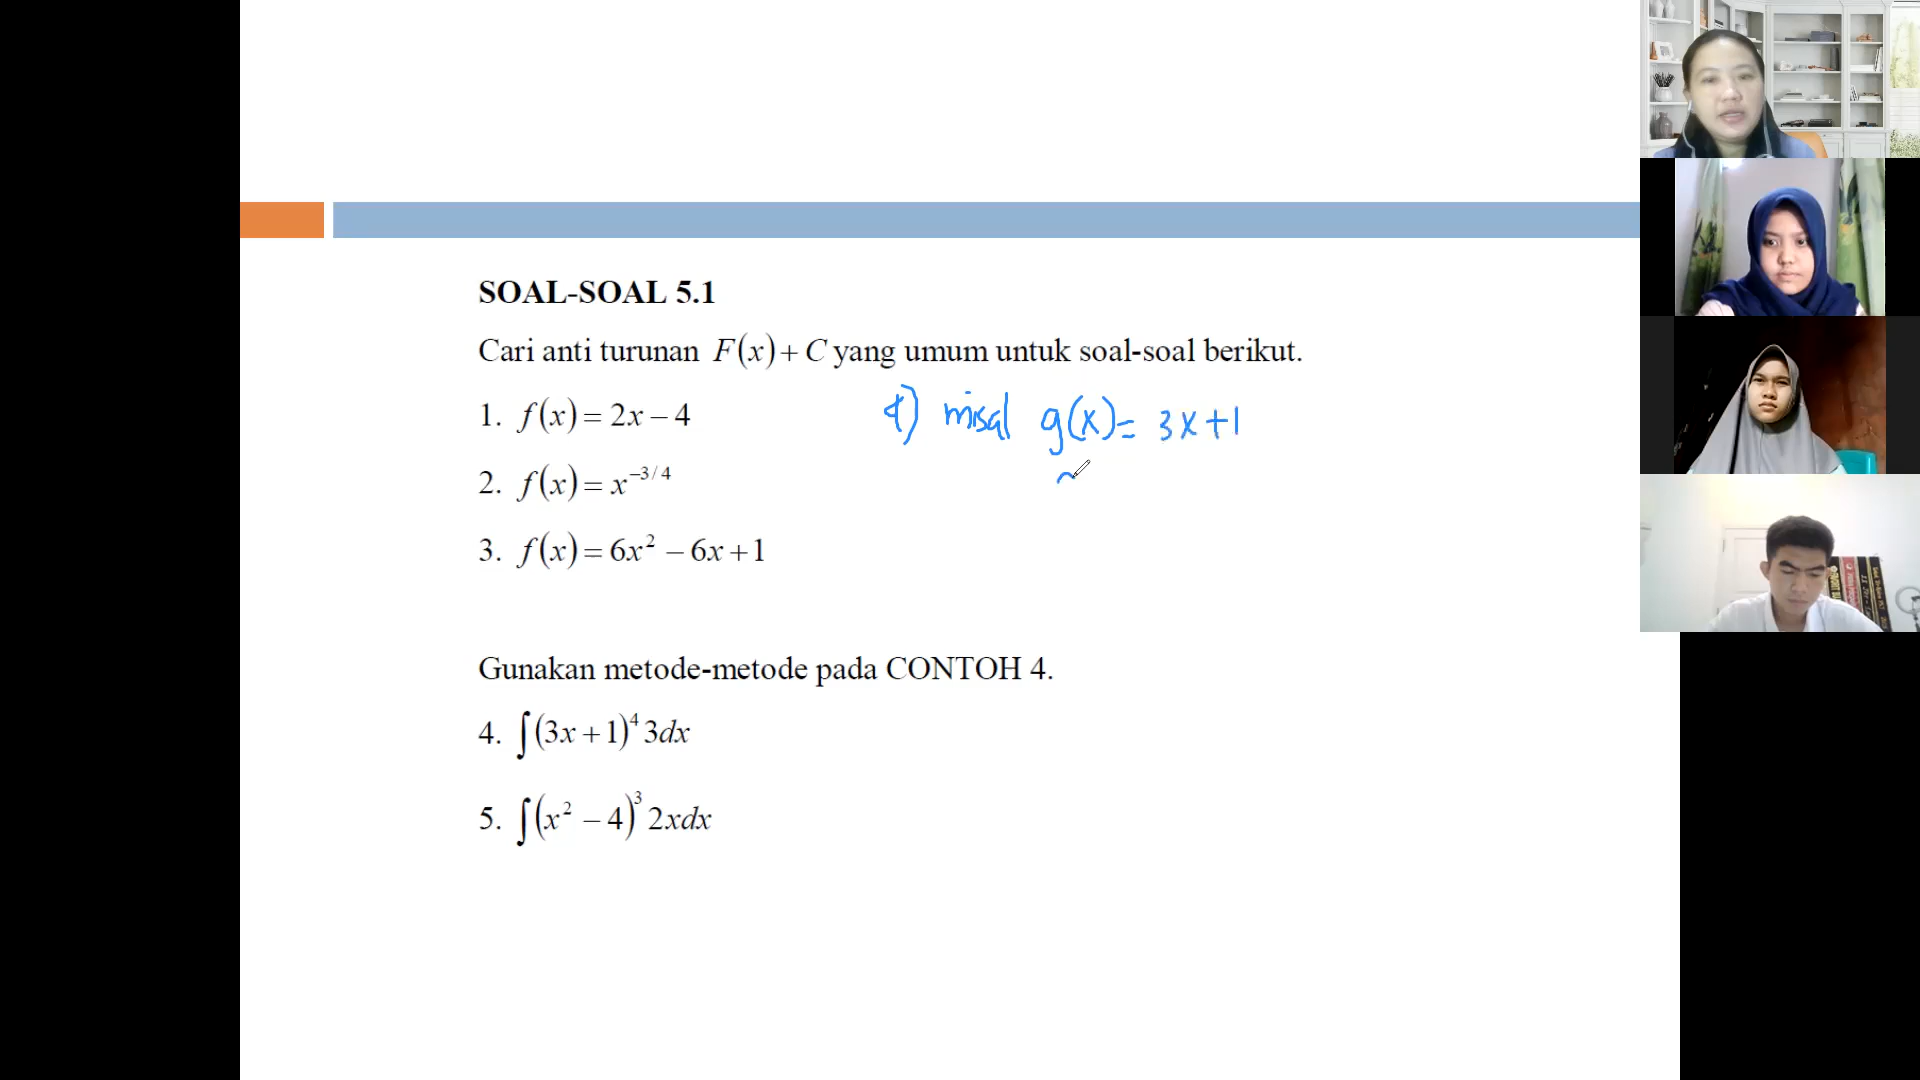 SOAL-SOAL 5.1
Cari anti turunan F(x) + C yang umum untuk soal-soal berikut.
1. f(x) = 2x − 4
4) misal g(x) = 3x + 1
2. f(x) = x^{−3/4}
3. f(x) = 6x² − 6x + 1
Gunakan metode-metode pada CONTOH 4.
4. ∫(3x + 1)⁴ 3dx
5. ∫(x² − 4)³ 2xdx